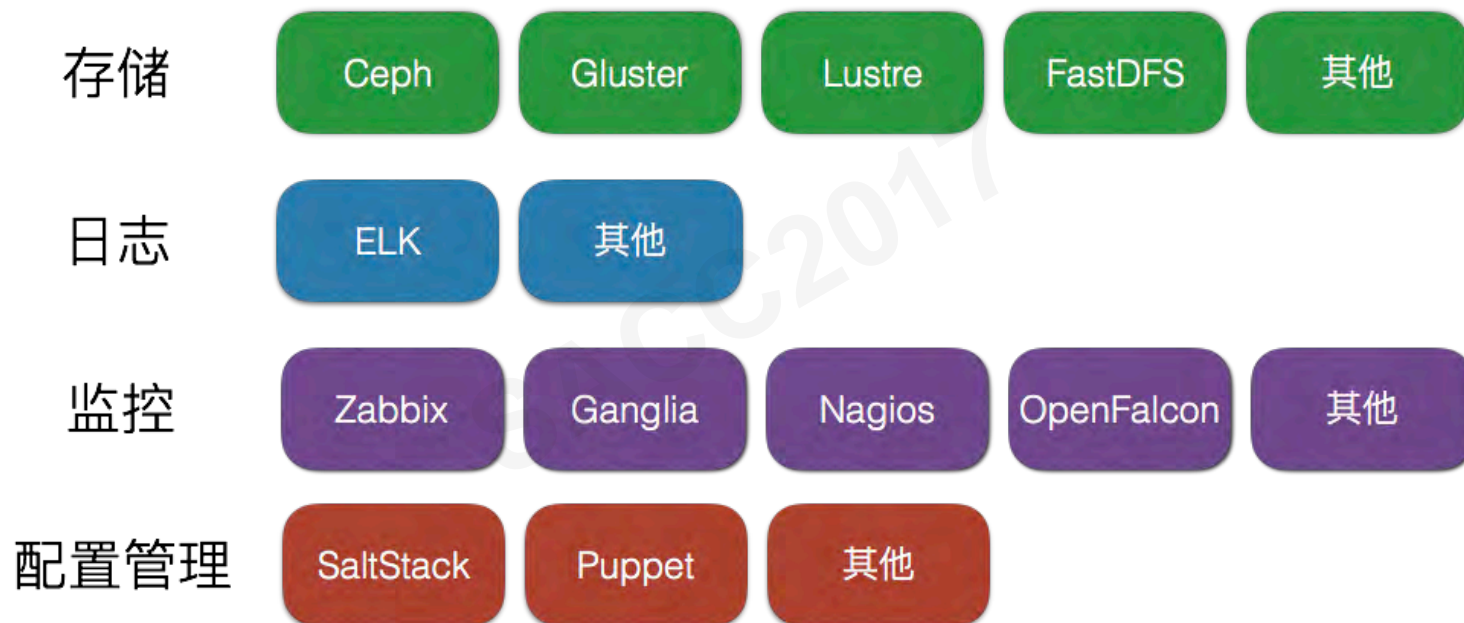 存储 Ceph Gluster Lustre FastDFS 其他
日志 ELK 其他
监控 Zabbix Ganglia Nagios OpenFalcon 其他
配置管理 SaltStack Puppet 其他
SACC2017